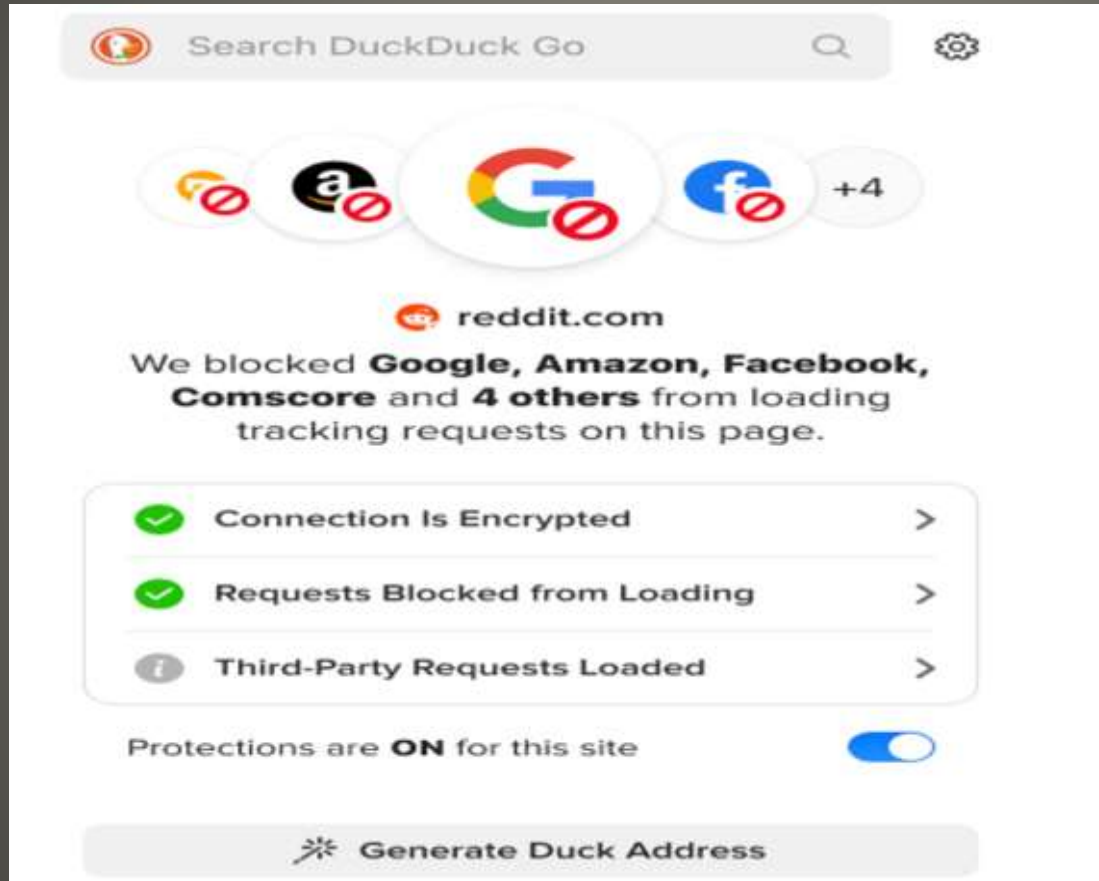 Search DuckDuck Go
+4
reddit.com
We blocked Google, Amazon, Facebook,
Comscore and 4 others from loading
tracking requests on this page.
Connection Is Encrypted
Requests Blocked from Loading
Third-Party Requests Loaded
Protections are ON for this site
Generate Duck Address